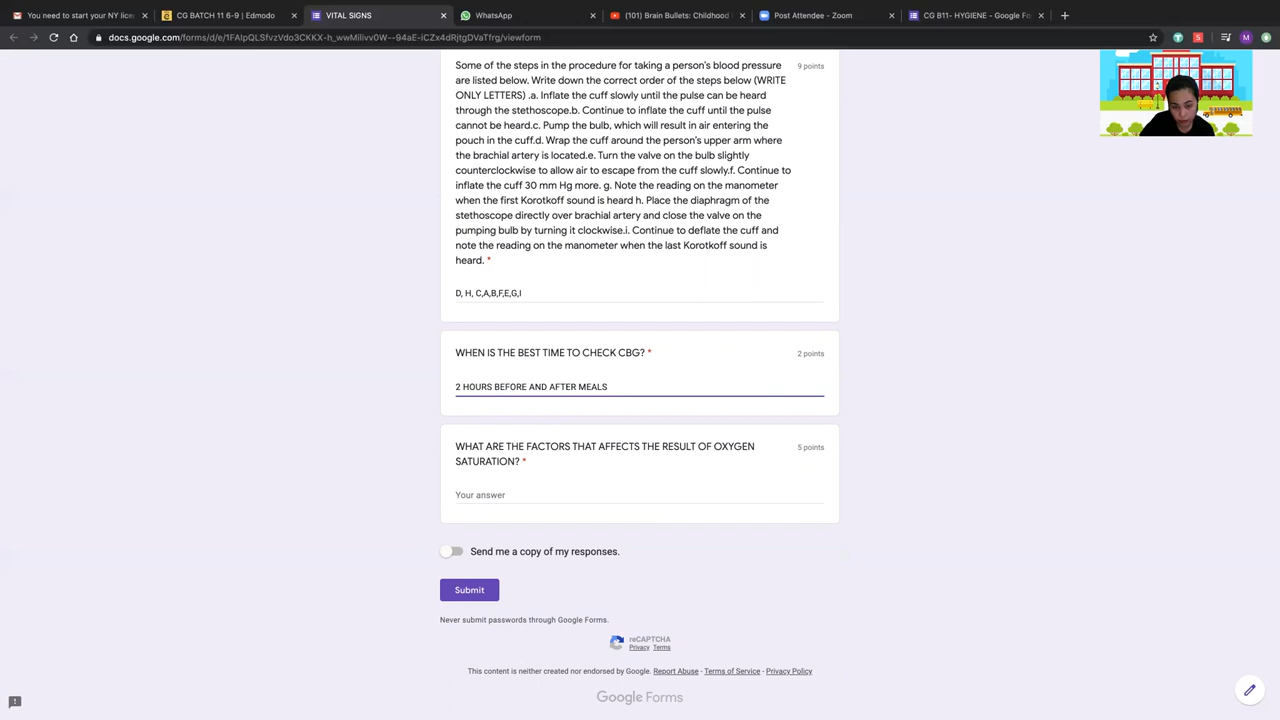 You need to start your NY licen
CG BATCH 11 6-9 | Edmodo
VITAL SIGNS
WhatsApp
(101) Brain Bullets: Childhood I
Post Attendee - Zoom
CG B11- HYGIENE - Google Fo
docs.google.com/forms/d/e/1FAIpQLSfvzVdo3CKKX-h_wwMilivv0W--94aE-iCZx4dRjtgDVaTfrg/viewform
Some of the steps in the procedure for taking a person's blood pressure
9 points
are listed below. Write down the correct order of the steps below (WRITE
ONLY LETTERS) .a. Inflate the cuff slowly until the pulse can be heard
through the stethoscope.b. Continue to inflate the cuff until the pulse
cannot be heard.c. Pump the bulb, which will result in air entering the
pouch in the cuff.d. Wrap the cuff around the person's upper arm where
the brachial artery is located.e. Turn the valve on the bulb slightly
counterclockwise to allow air to escape from the cuff slowly.f. Continue to
inflate the cuff 30 mm Hg more. g. Note the reading on the manometer
when the first Korotkoff sound is heard h. Place the diaphragm of the
stethoscope directly over brachial artery and close the valve on the
pumping bulb by turning it clockwise.i. Continue to deflate the cuff and
note the reading on the manometer when the last Korotkoff sound is
heard. *
D, H, C,A,B,F,E,G,I
WHEN IS THE BEST TIME TO CHECK CBG? *
2 points
2 HOURS BEFORE AND AFTER MEALS
WHAT ARE THE FACTORS THAT AFFECTS THE RESULT OF OXYGEN
5 points
SATURATION? *
Your answer
Send me a copy of my responses.
Submit
Never submit passwords through Google Forms.
reCAPTCHA
Privacy Terms
This content is neither created nor endorsed by Google. Report Abuse - Terms of Service - Privacy Policy
Google Forms